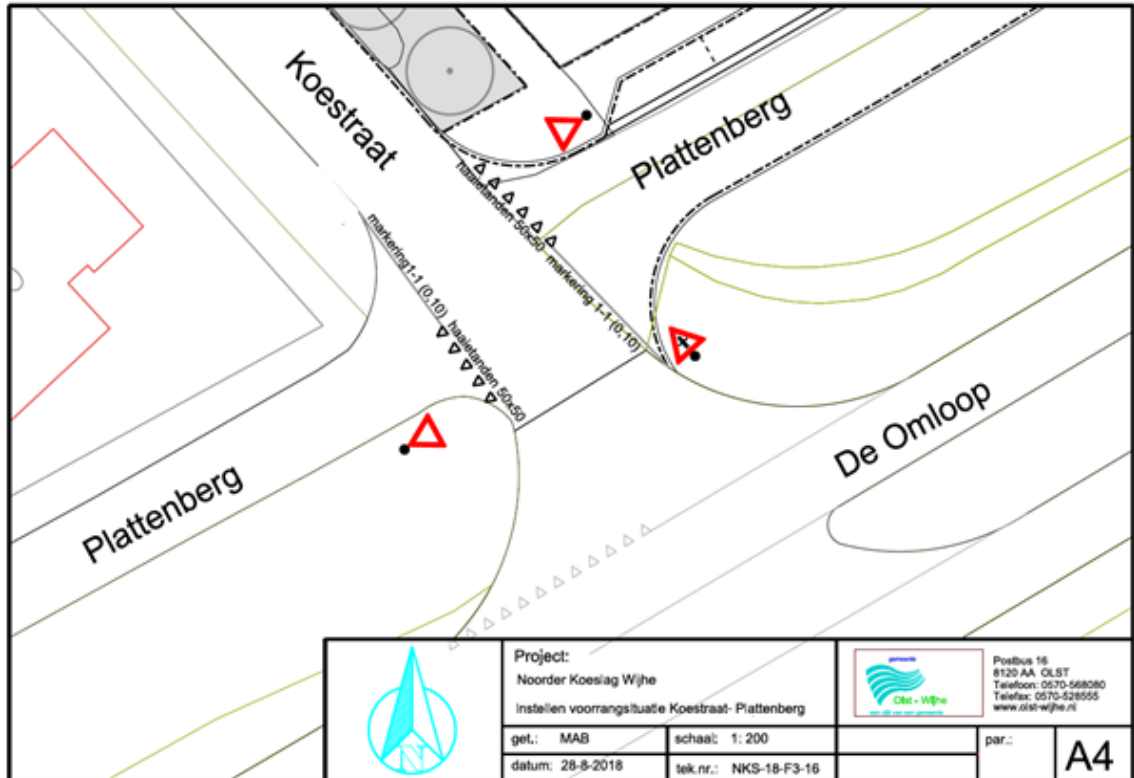 Koestraat
Plattenberg
haaietanden 50x50
markering 1-1 (0,10)
markering1-1 (0,10)
haaietanden 50x50
De Omloop
Plattenberg
N
Project:
Noorder Koeslag Wijhe
Instellen voorrangsituatie Koestraat- Plattenberg
get.: MAB
schaal: 1: 200
datum: 28-8-2018
tek.nr.: NKS-18-F3-16
gemeente
Olst - Wijhe
Postbus 16
8120 AA OLST
Telefoon: 0570-568080
Telefax: 0570-528555
www.olst-wijhe.nl
par.:
A4